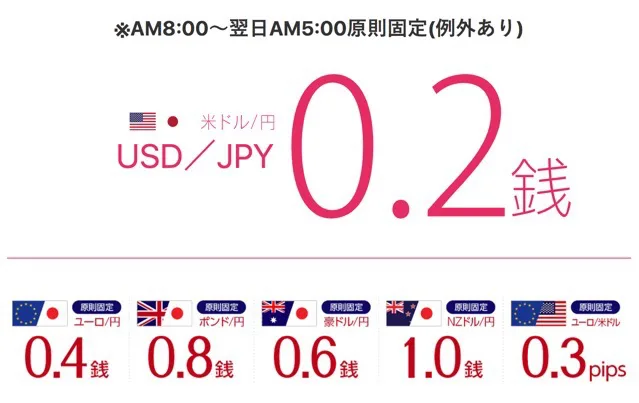 ※AM8:00〜翌日AM5:00原則固定(例外あり)
米ドル/円
USD／JPY
0.2銭
原則固定
ユーロ/円
0.4銭
原則固定
ポンド/円
0.8銭
原則固定
豪ドル/円
0.6銭
原則固定
NZドル/円
1.0銭
原則固定
ユーロ/米ドル
0.3pips